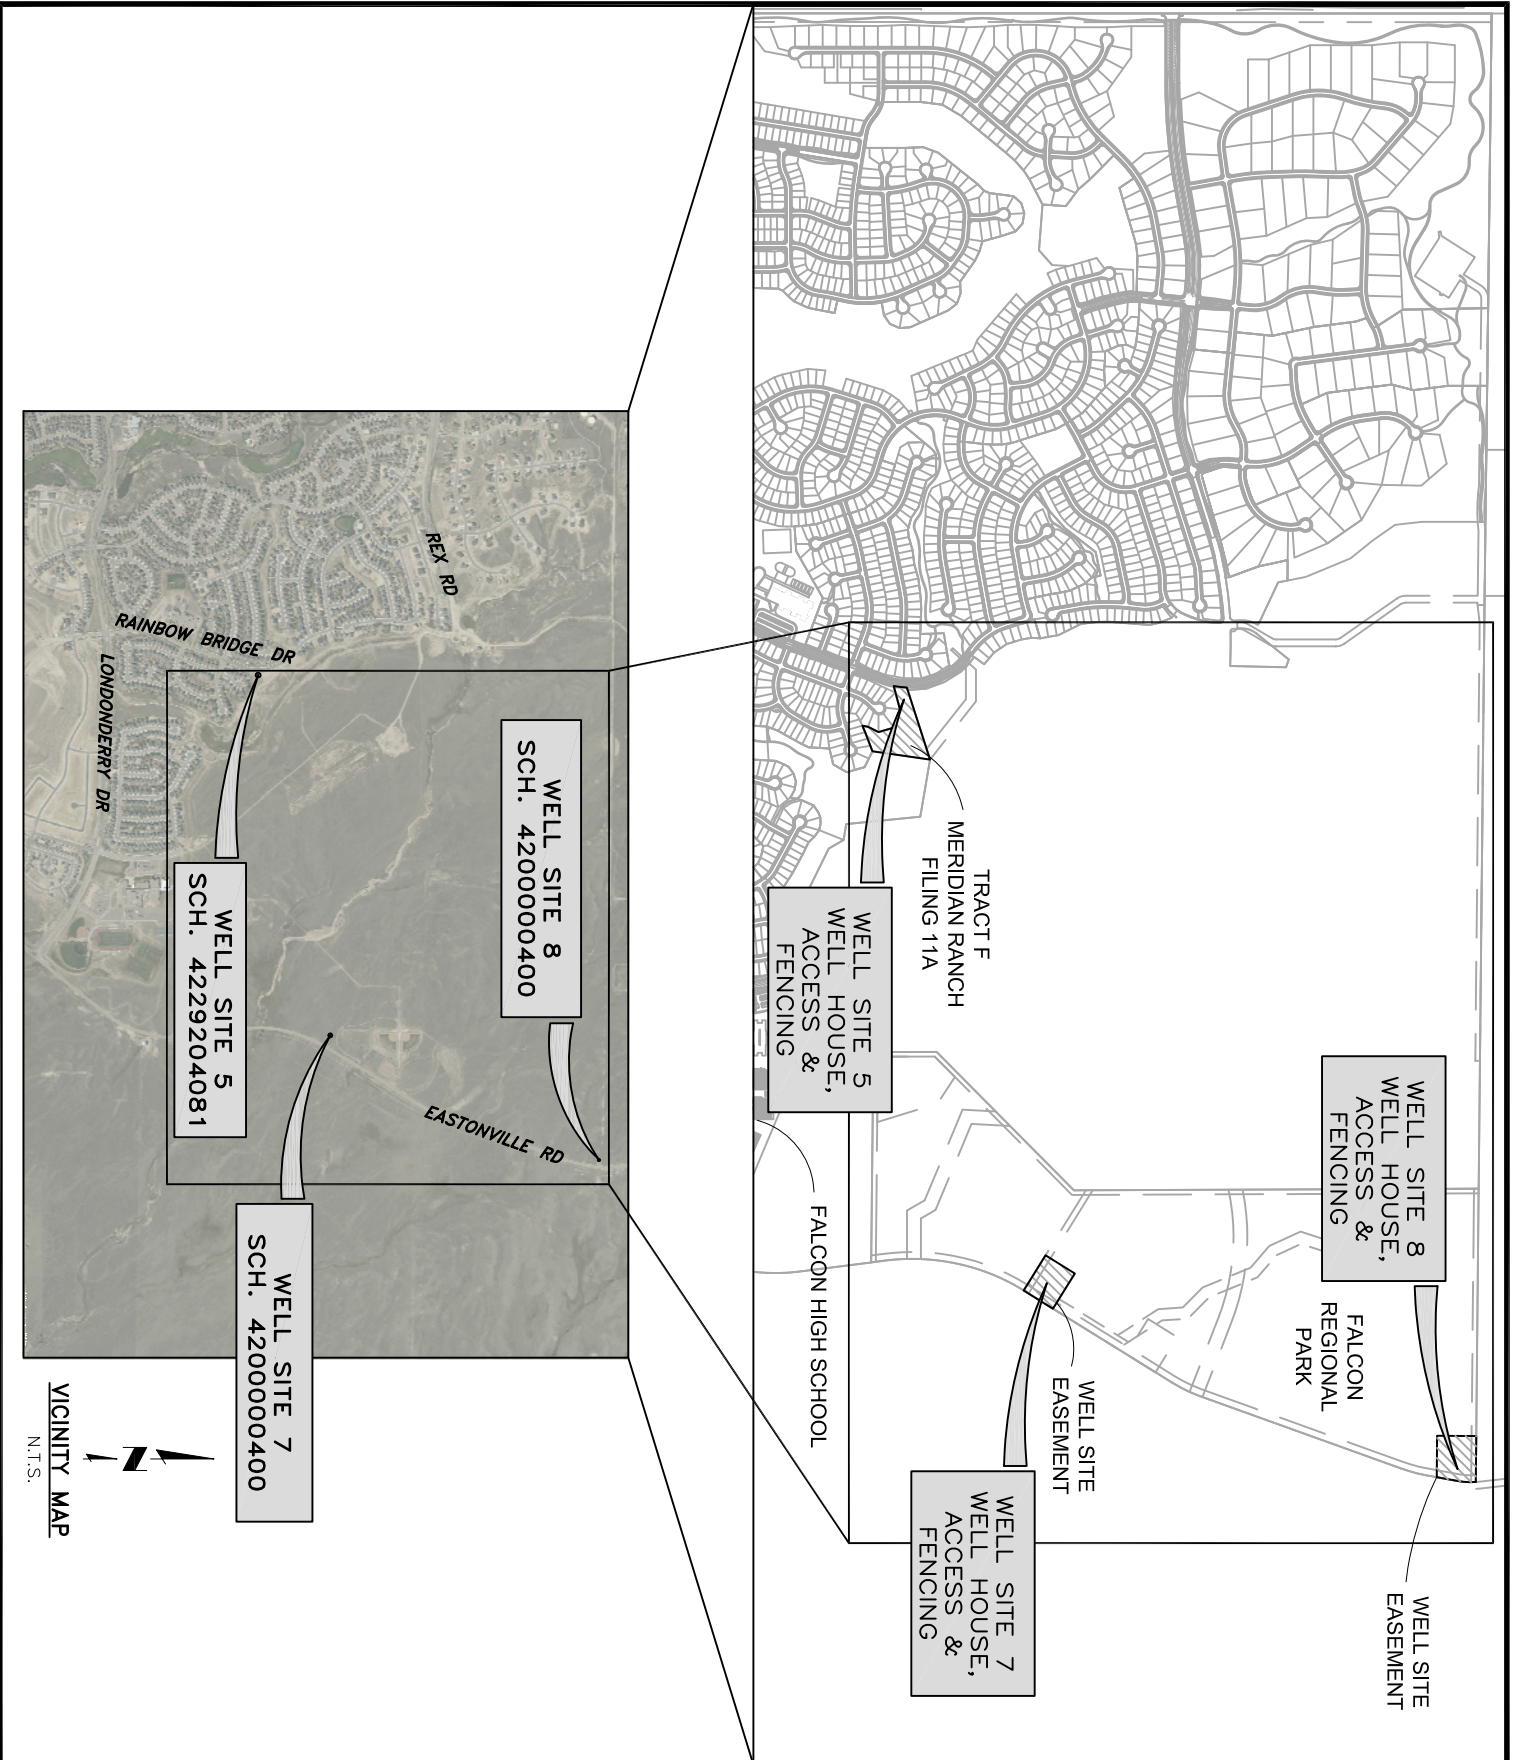 WELL SITE 8
WELL HOUSE,
ACCESS &
FENCING
FALCON
REGIONAL
PARK
WELL SITE
EASEMENT
TRACT F
MERIDIAN RANCH
FILING 11A
WELL SITE
EASEMENT
WELL SITE 5
WELL HOUSE,
ACCESS &
FENCING
WELL SITE 7
WELL HOUSE,
ACCESS &
FENCING
FALCON HIGH SCHOOL
REX RD
WELL SITE 8
SCH. 4200000400
EASTONVILLE RD
RAINBOW BRIDGE DR
LONDONDERRY DR
WELL SITE 5
SCH. 4229204081
WELL SITE 7
SCH. 4200000400
N
VICINITY MAP
N.T.S.